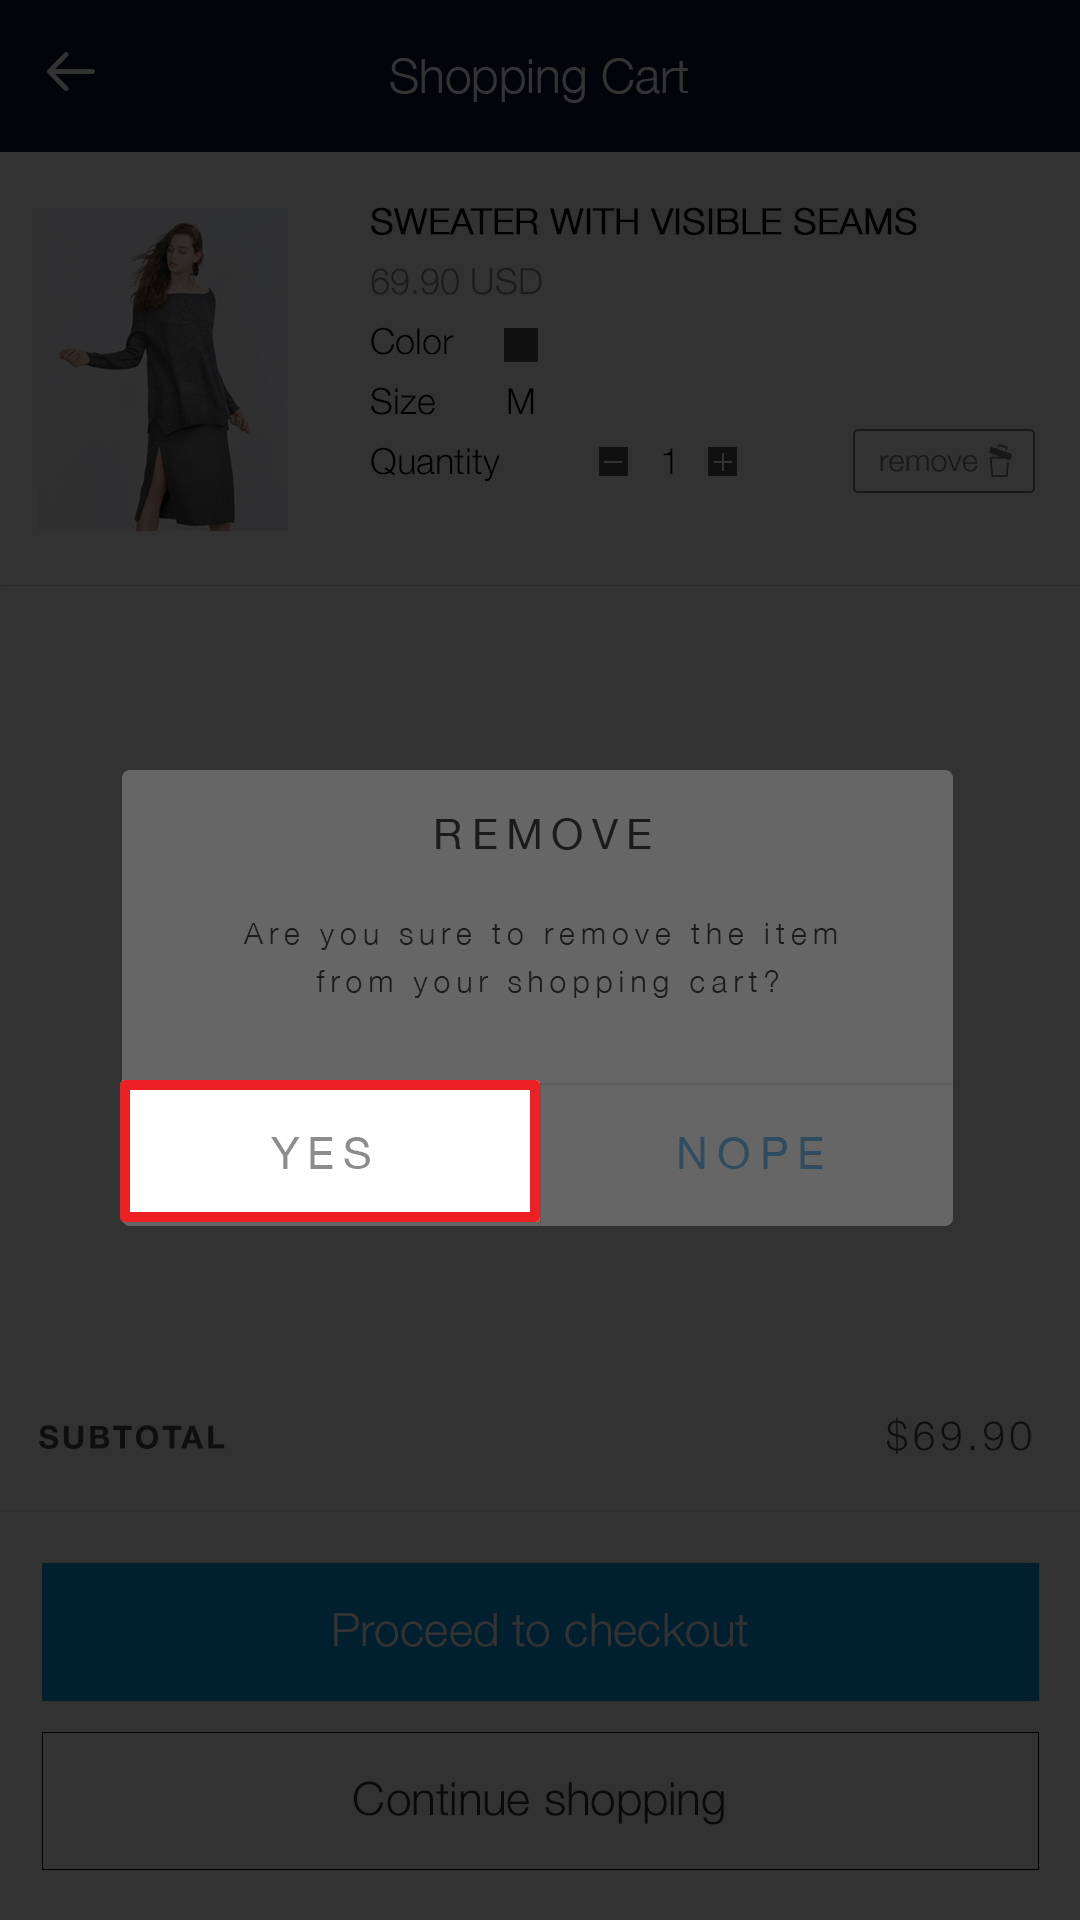 Shopping Cart
SWEATER WITH VISIBLE SEAMS
69.90 USD
Color
Size M
Quantity 1
remove
REMOVE
Are you sure to remove the item
from your shopping cart?
YES NOPE
SUBTOTAL $69.90
Proceed to checkout
Continue shopping